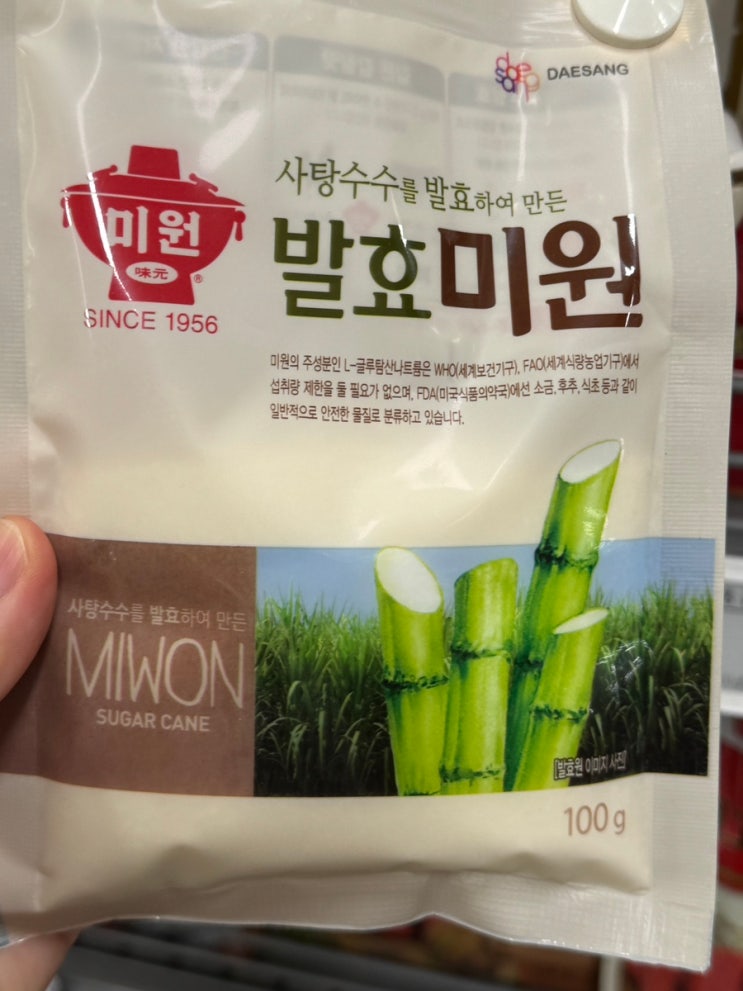 DAESANG
미원
味元
®
SINCE 1956
사탕수수를 발효하여 만든
발효미원
미원의 주성분인 L-글루탐산나트륨은 WHO(세계보건기구), FAO(세계식량농업기구)에서
섭취량 제한을 둘 필요가 없으며, FDA(미국식품의약국)에선 소금, 후추, 식초 등과 같이
일반적으로 안전한 물질로 분류하고 있습니다.
사탕수수를 발효하여 만든
MIWON
SUGAR CANE
[발효원 이미지 사진]
100g